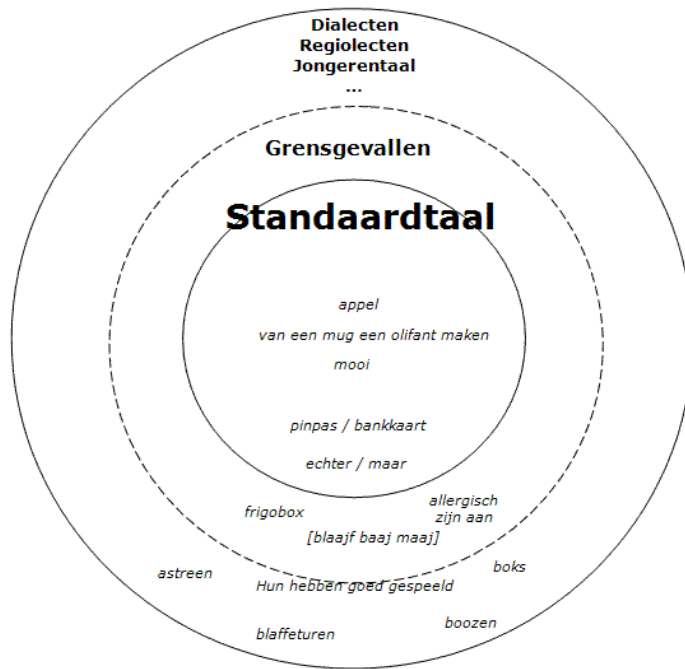 Dialecten
Regiolecten
Jongerentaal
...
Grensgevallen
Standaardtaal
appel
van een mug een olifant maken
mooi
pinpas / bankkaart
echter / maar
frigobox
allergisch
zijn aan
[blaajf baaj maaj]
astreen
boks
Hun hebben goed gespeeld
blaffeturen
boozen